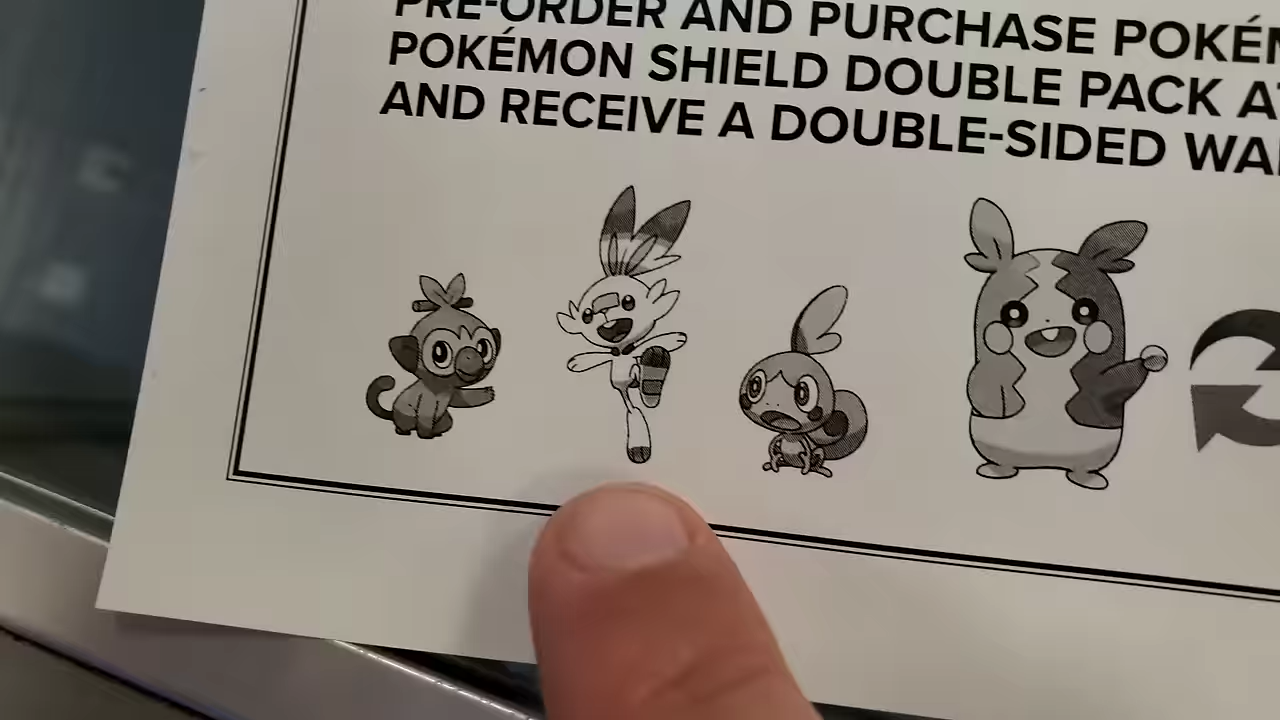 PRE-ORDER AND PURCHASE
POKÉMON SHIELD DOUBLE PACK
AND RECEIVE A DOUBLE-SIDED